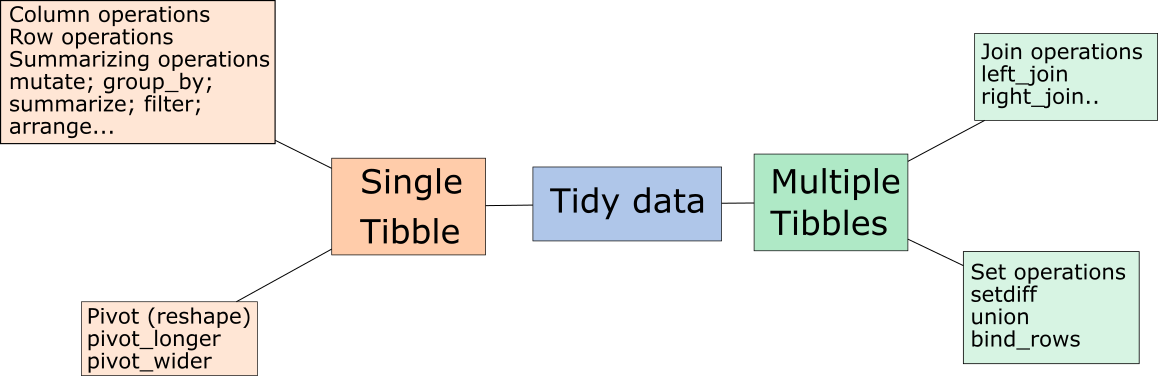 Column operations
Row operations
Summarizing operations
mutate; group_by;
summarize; filter;
arrange...
Single
Tibble
Pivot (reshape)
pivot_longer
pivot_wider
Tidy data
Multiple
Tibbles
Join operations
left_join
right_join..
Set operations
setdiff
union
bind_rows